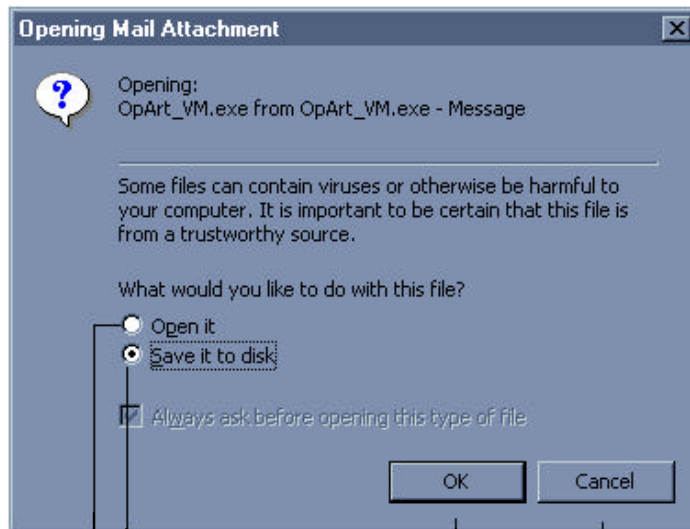 Opening Mail Attachment
Opening:
OpArt_VM.exe from OpArt_VM.exe - Message
Some files can contain viruses or otherwise be harmful to
your computer. It is important to be certain that this file is
from a trustworthy source.
What would you like to do with this file?
Open it
Save it to disk
Always ask before opening this type of file
OK Cancel